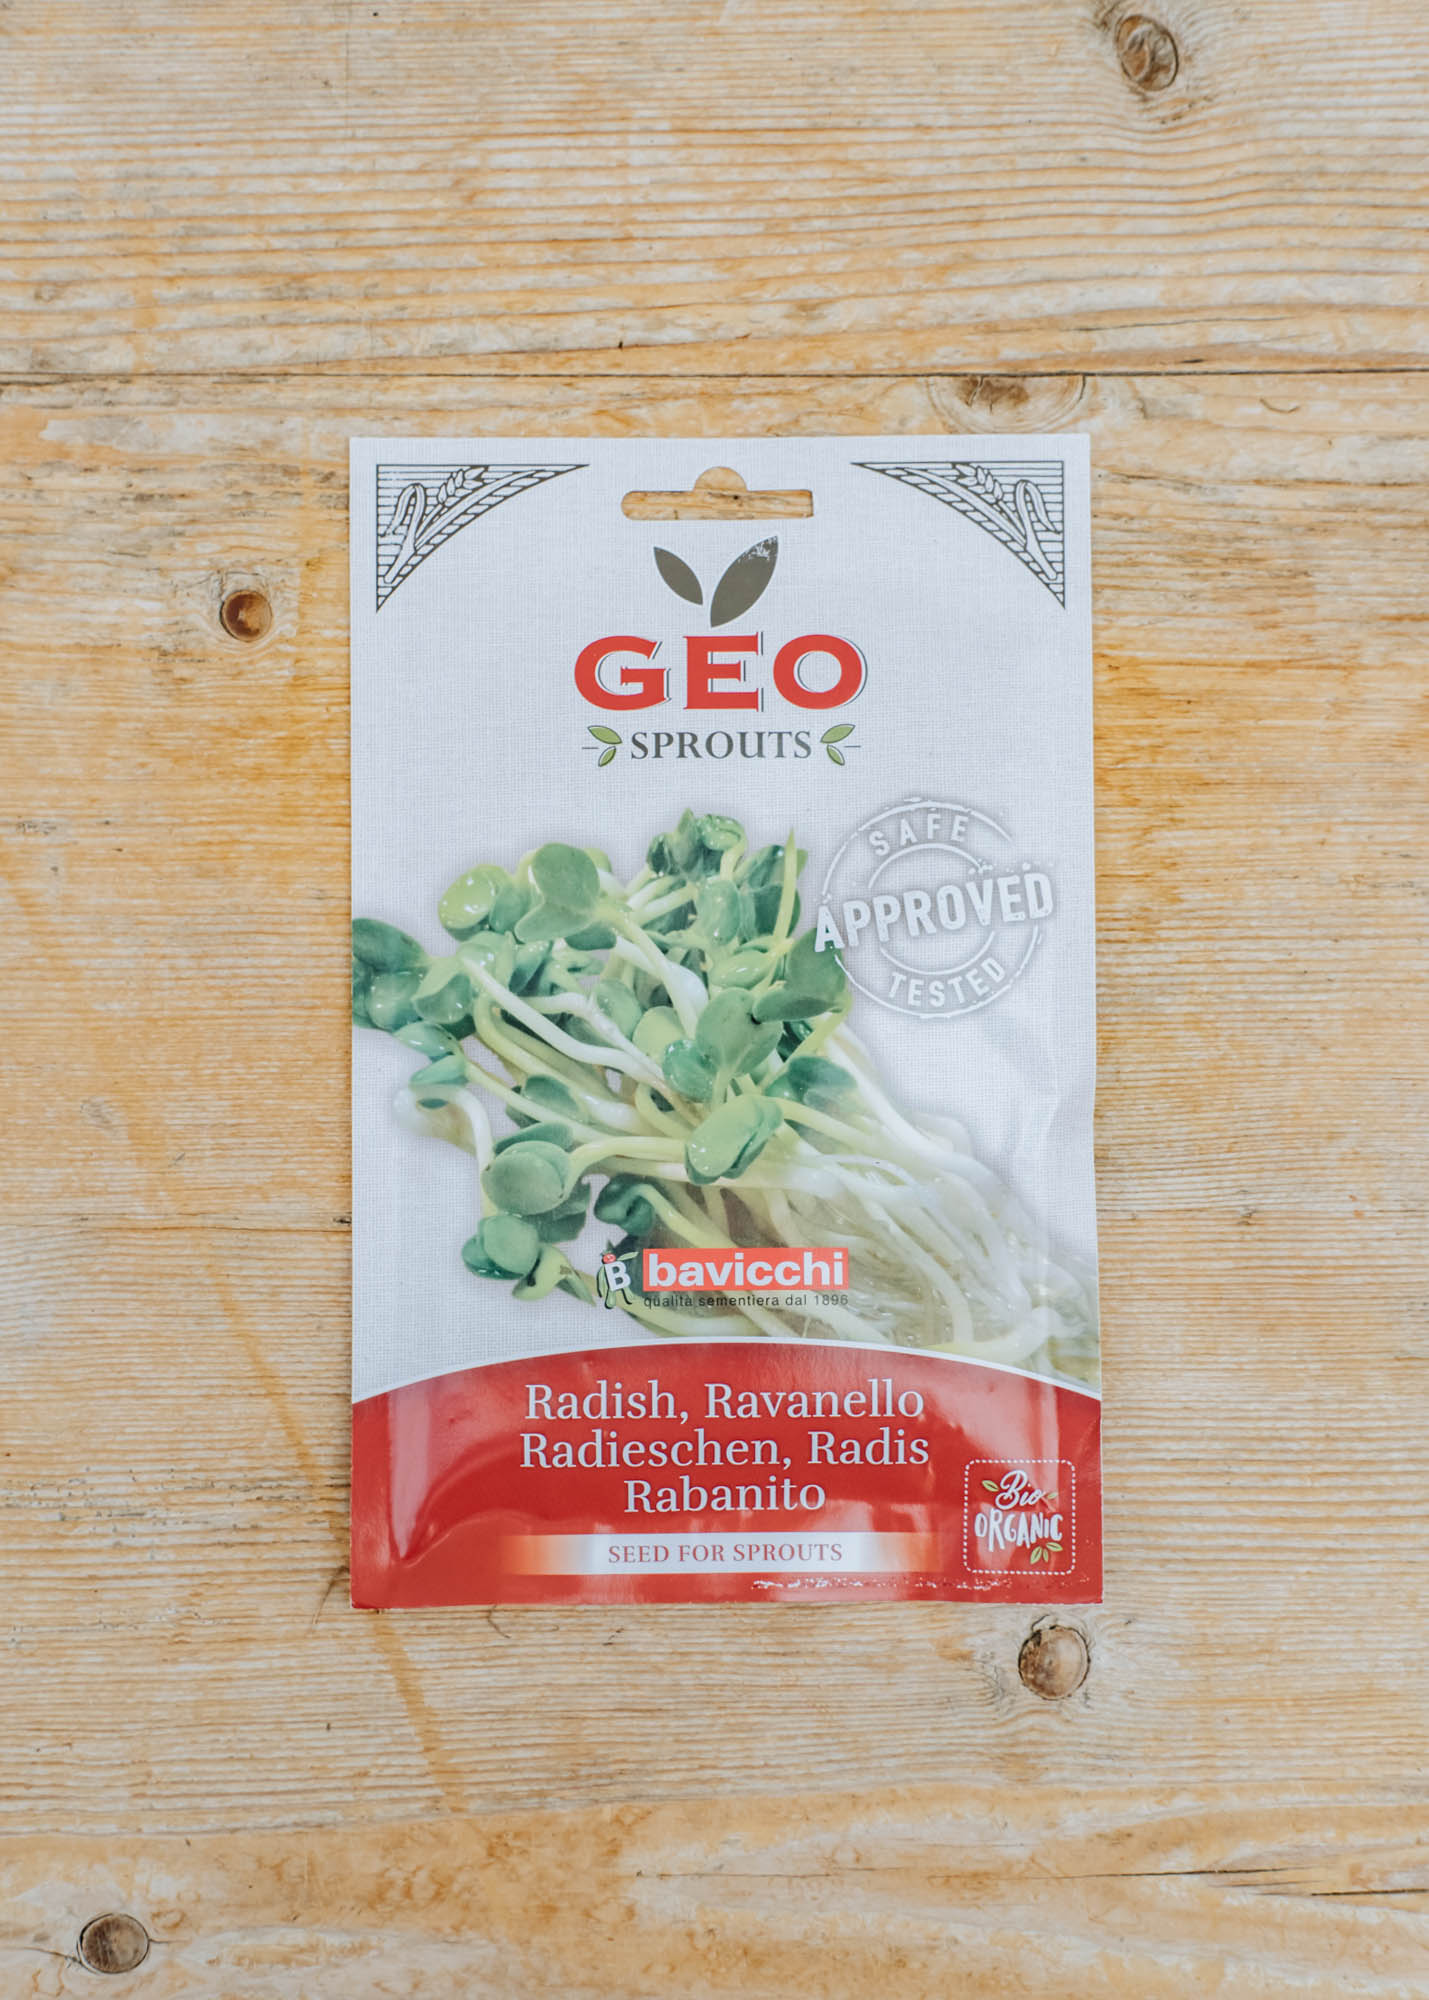 GEO
SPROUTS
SAFE
APPROVED
TESTED
B bavicchi
qualità sementiera dal 1896
Radish, Ravanello
Radieschen, Radis
Rabanito
SEED FOR SPROUTS
Bio
ORGANIC